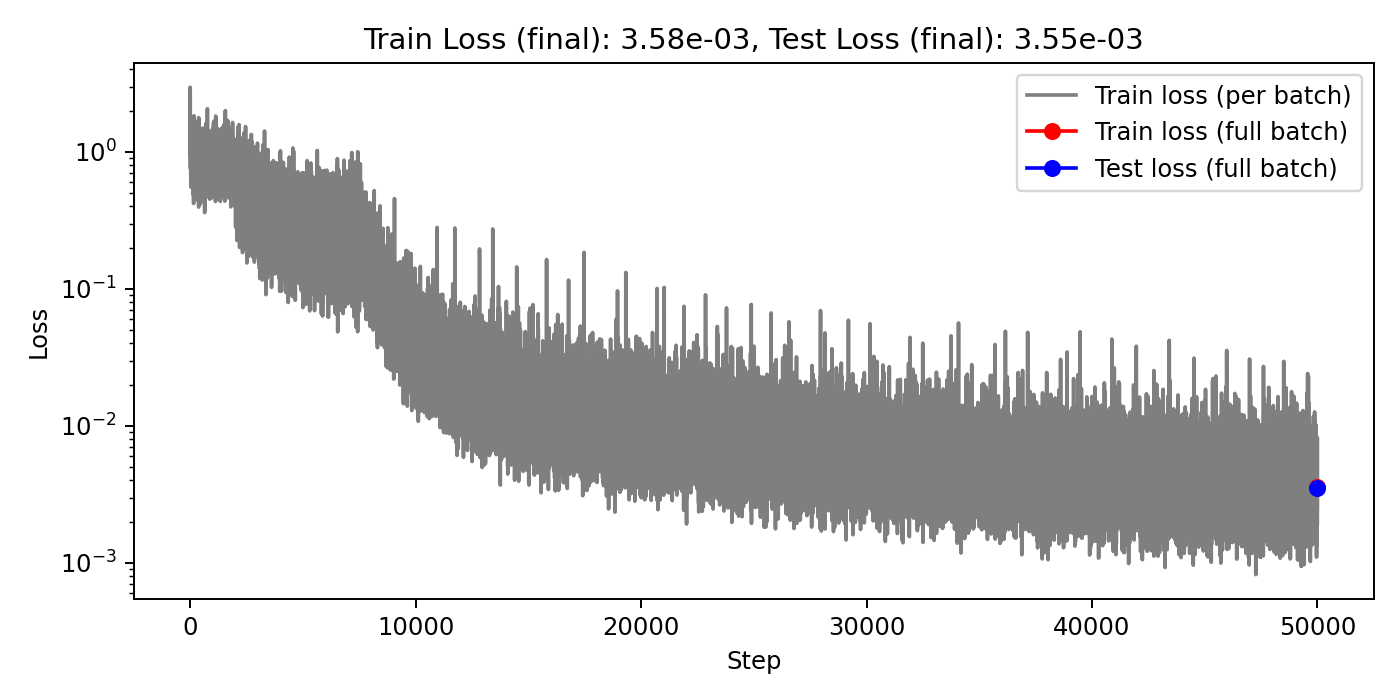 Train Loss (final): 3.58e-03, Test Loss (final): 3.55e-03
Train loss (per batch)
Train loss (full batch)
Test loss (full batch)
Loss
10⁰
10⁻¹
10⁻²
10⁻³
0 10000 20000 30000 40000 50000
Step